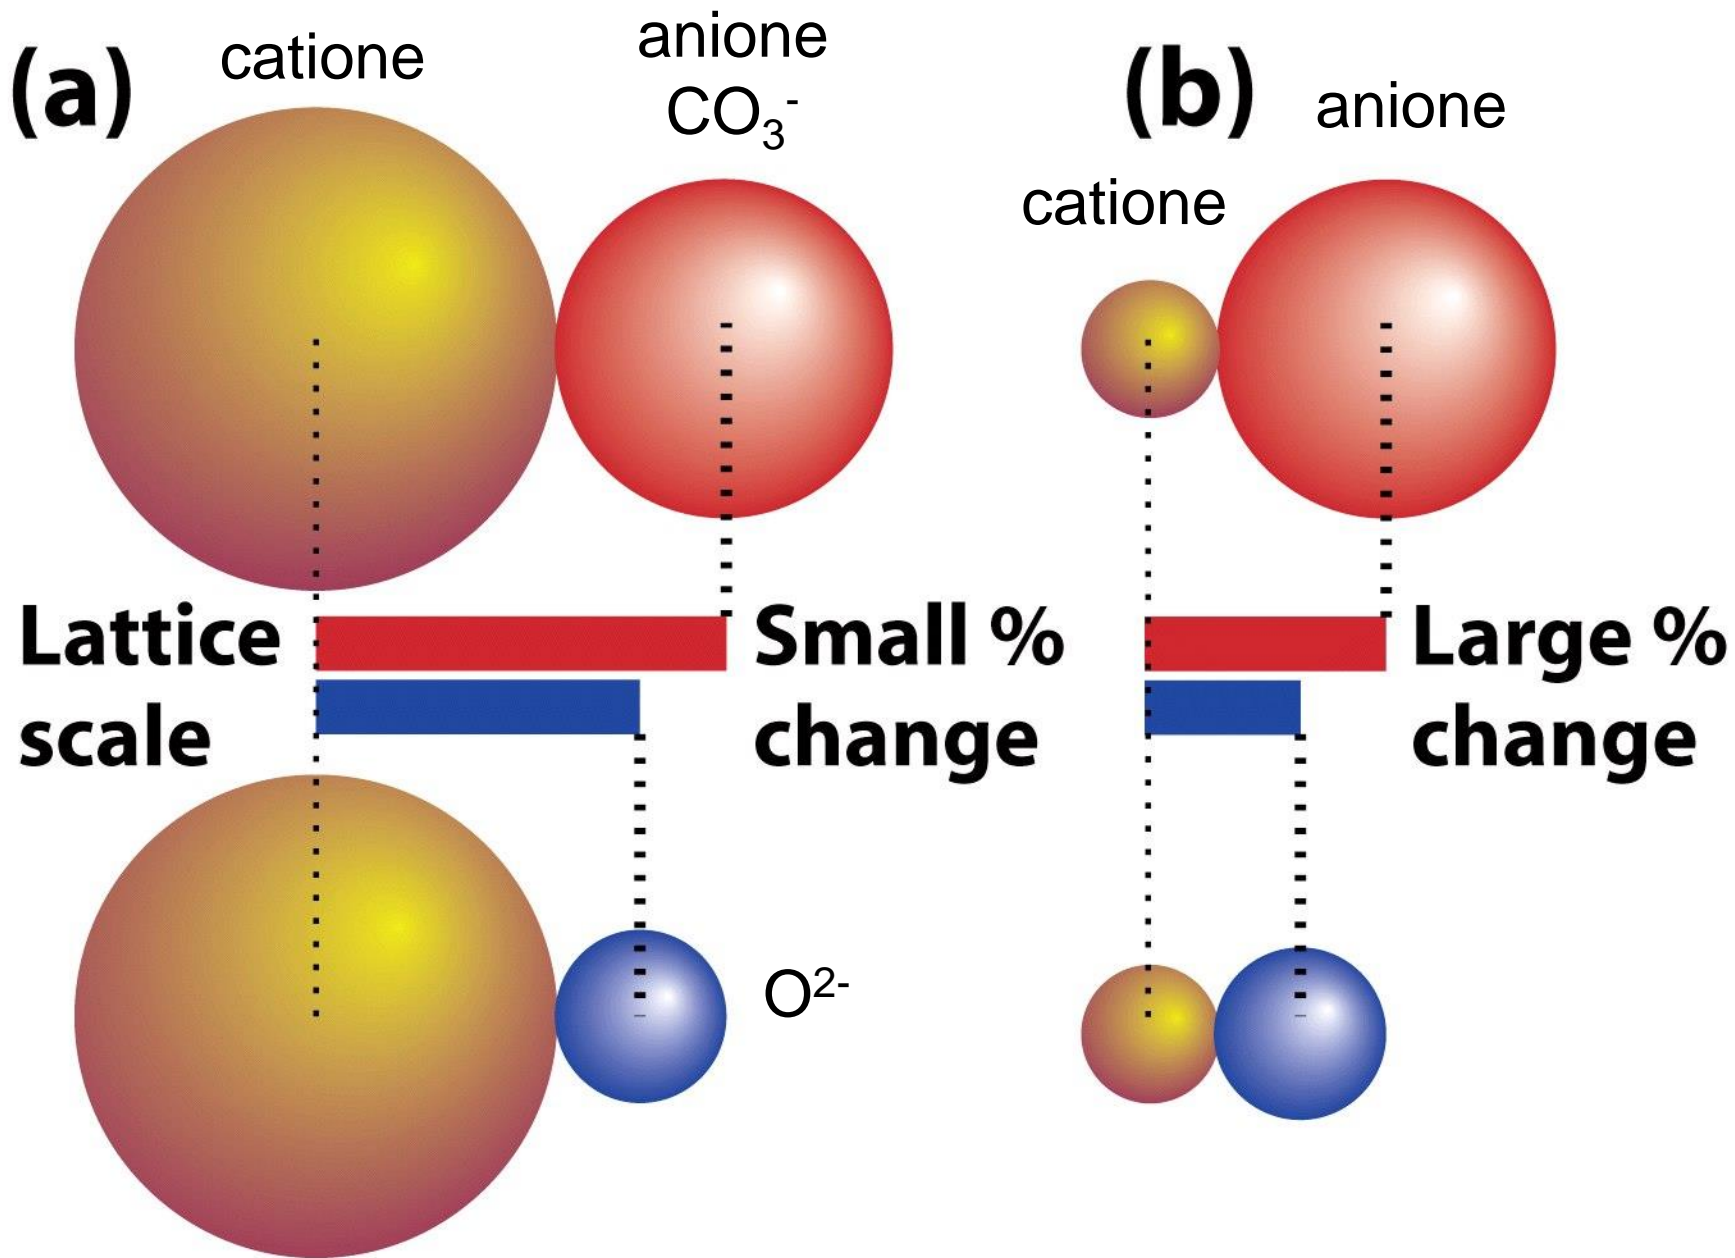 (a)
catione
anione
CO₃⁻
(b)
anione
catione
Lattice
scale
Small %
change
Large %
change
O²⁻